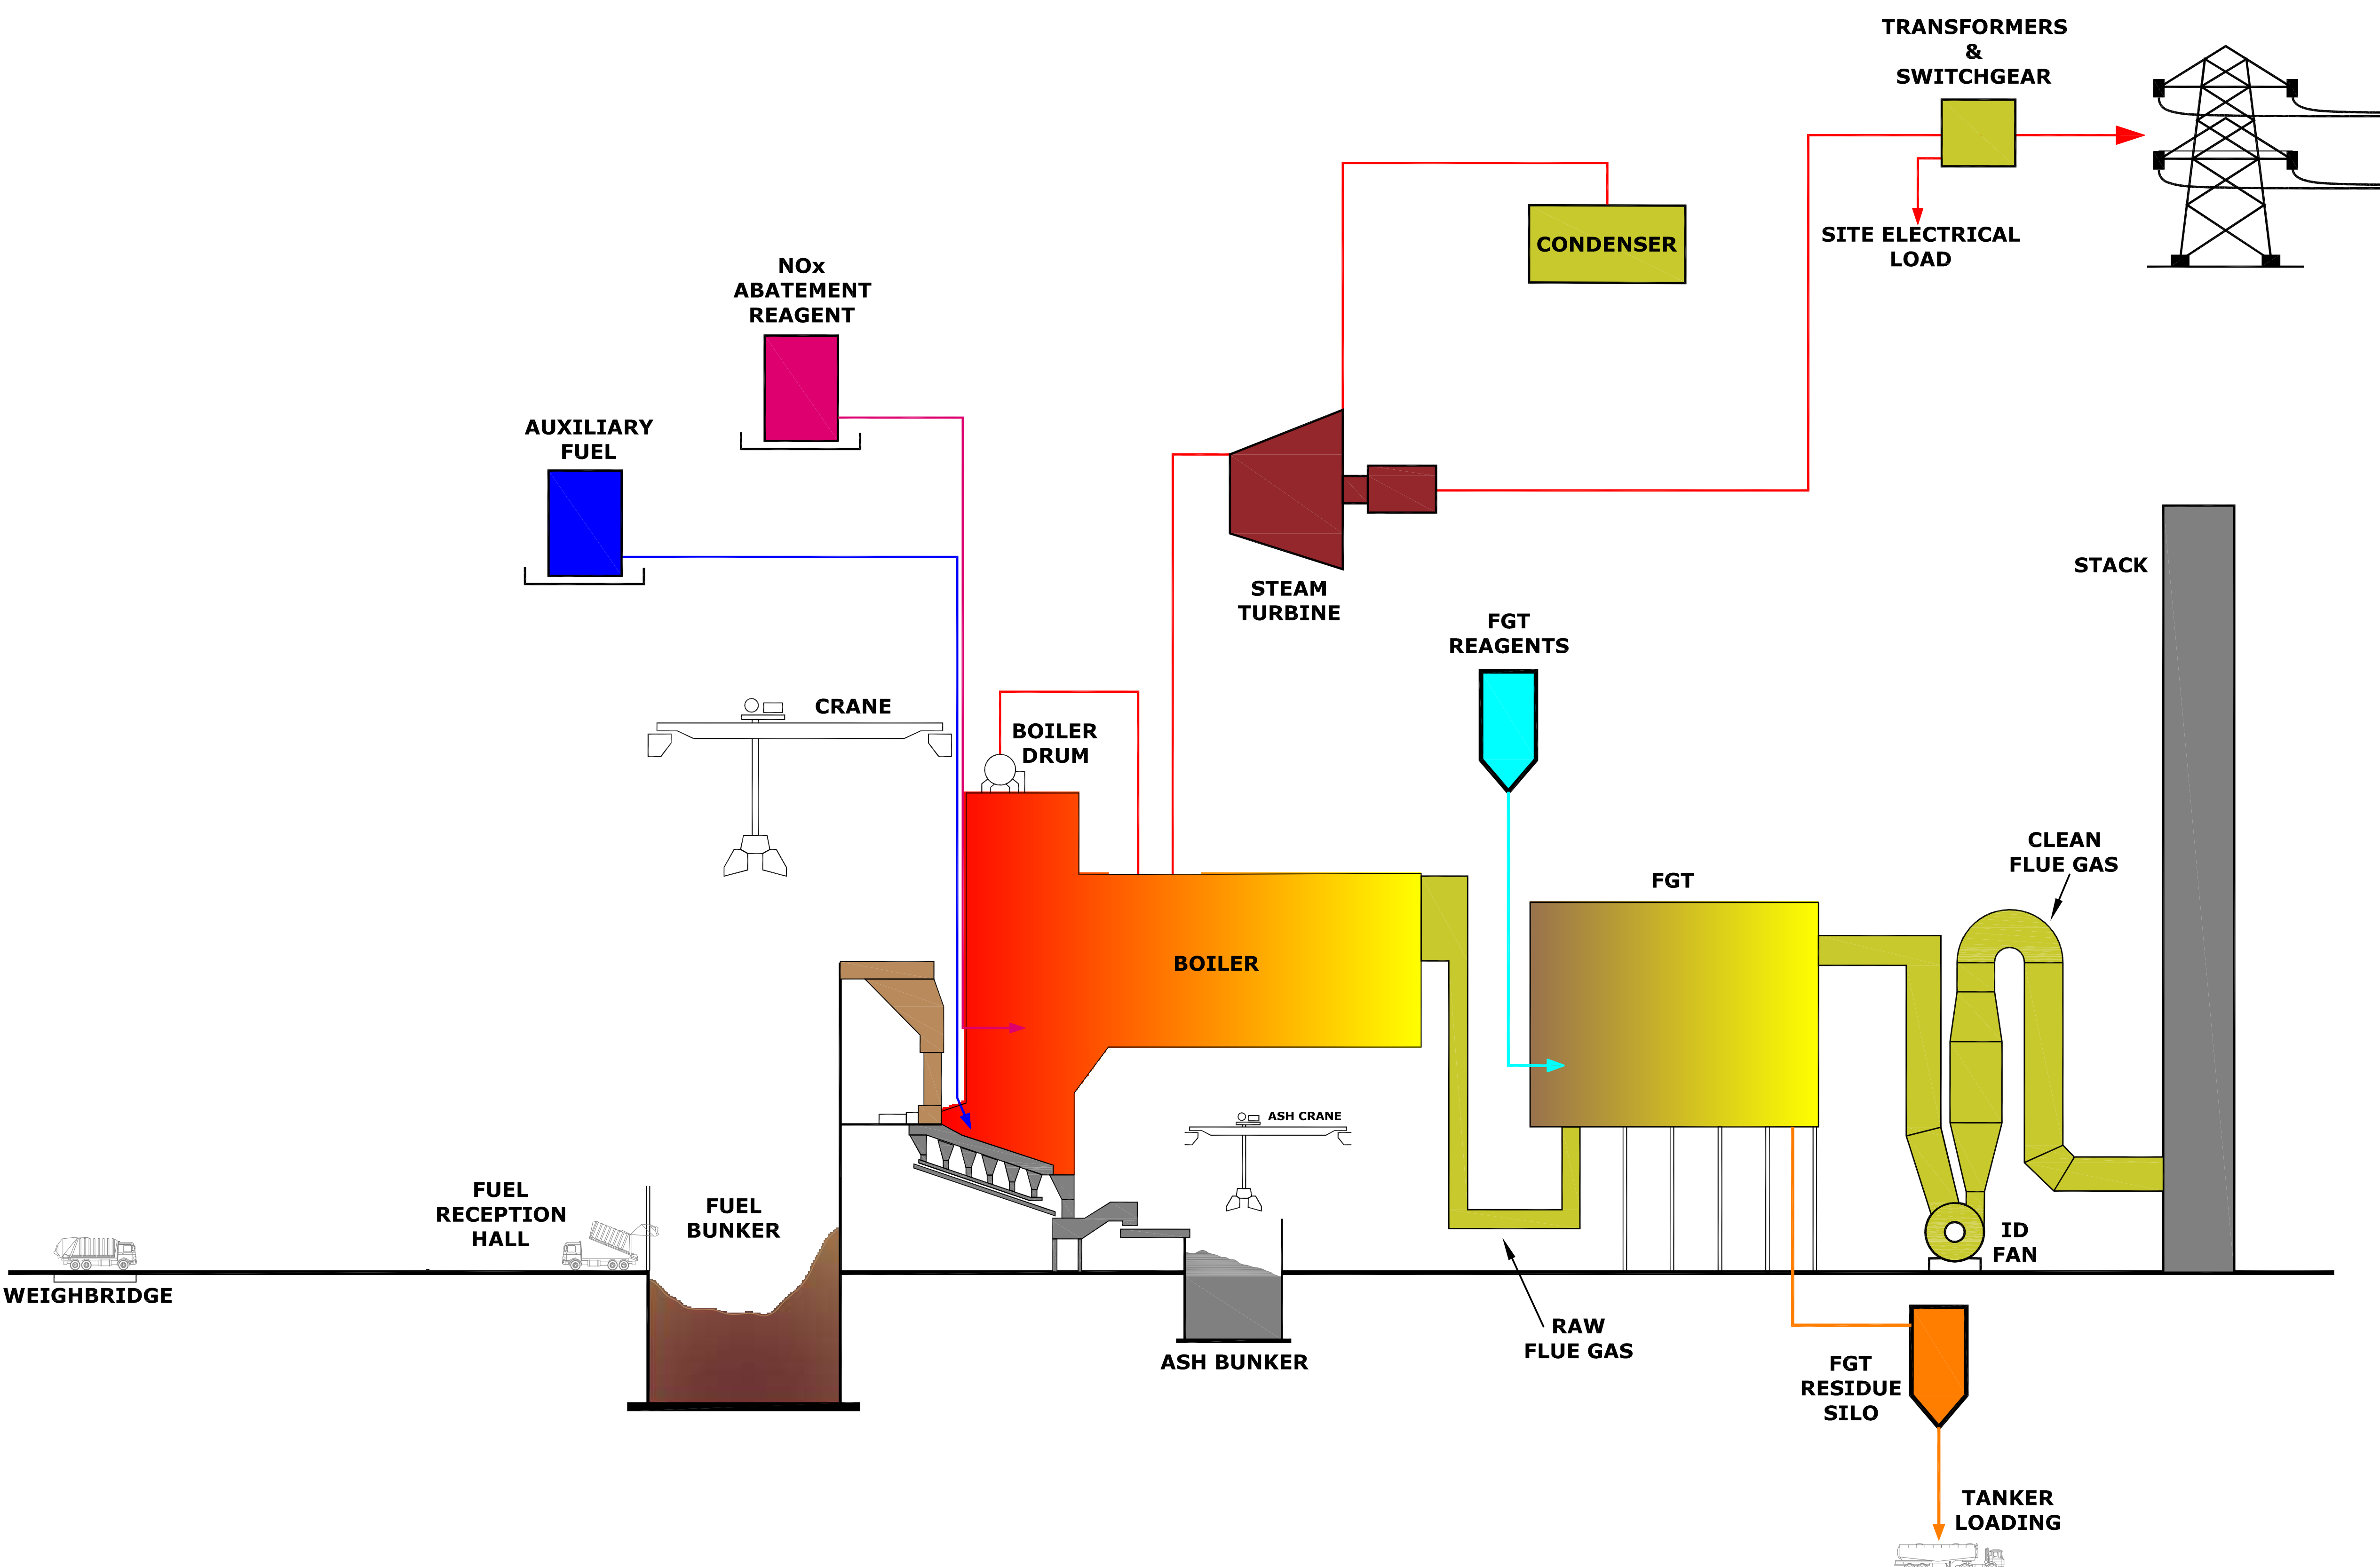 TRANSFORMERS
&
SWITCHGEAR
CONDENSER
SITE ELECTRICAL
LOAD
NOx
ABATEMENT
REAGENT
AUXILIARY
FUEL
STEAM
TURBINE
STACK
FGT
REAGENTS
CRANE
BOILER
DRUM
CLEAN
FLUE GAS
FGT
BOILER
ASH CRANE
FUEL
RECEPTION
HALL
FUEL
BUNKER
ID
FAN
WEIGHBRIDGE
RAW
FLUE GAS
ASH BUNKER
FGT
RESIDUE
SILO
TANKER
LOADING